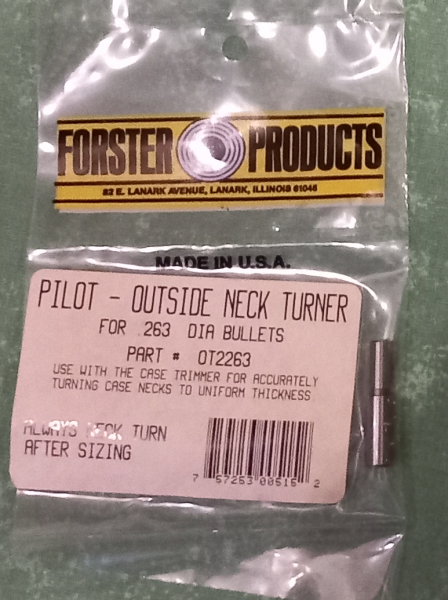 FORSTER PRODUCTS
82 E. LANARK AVENUE, LANARK, ILLINOIS 61046
MADE IN U.S.A.
PILOT - OUTSIDE NECK TURNER
FOR .263 DIA BULLETS
PART # OT2263
USE WITH THE CASE TRIMMER FOR ACCURATELY
TURNING CASE NECKS TO UNIFORM THICKNESS
ALWAYS NECK TURN
AFTER SIZING
7 57253 00515 2